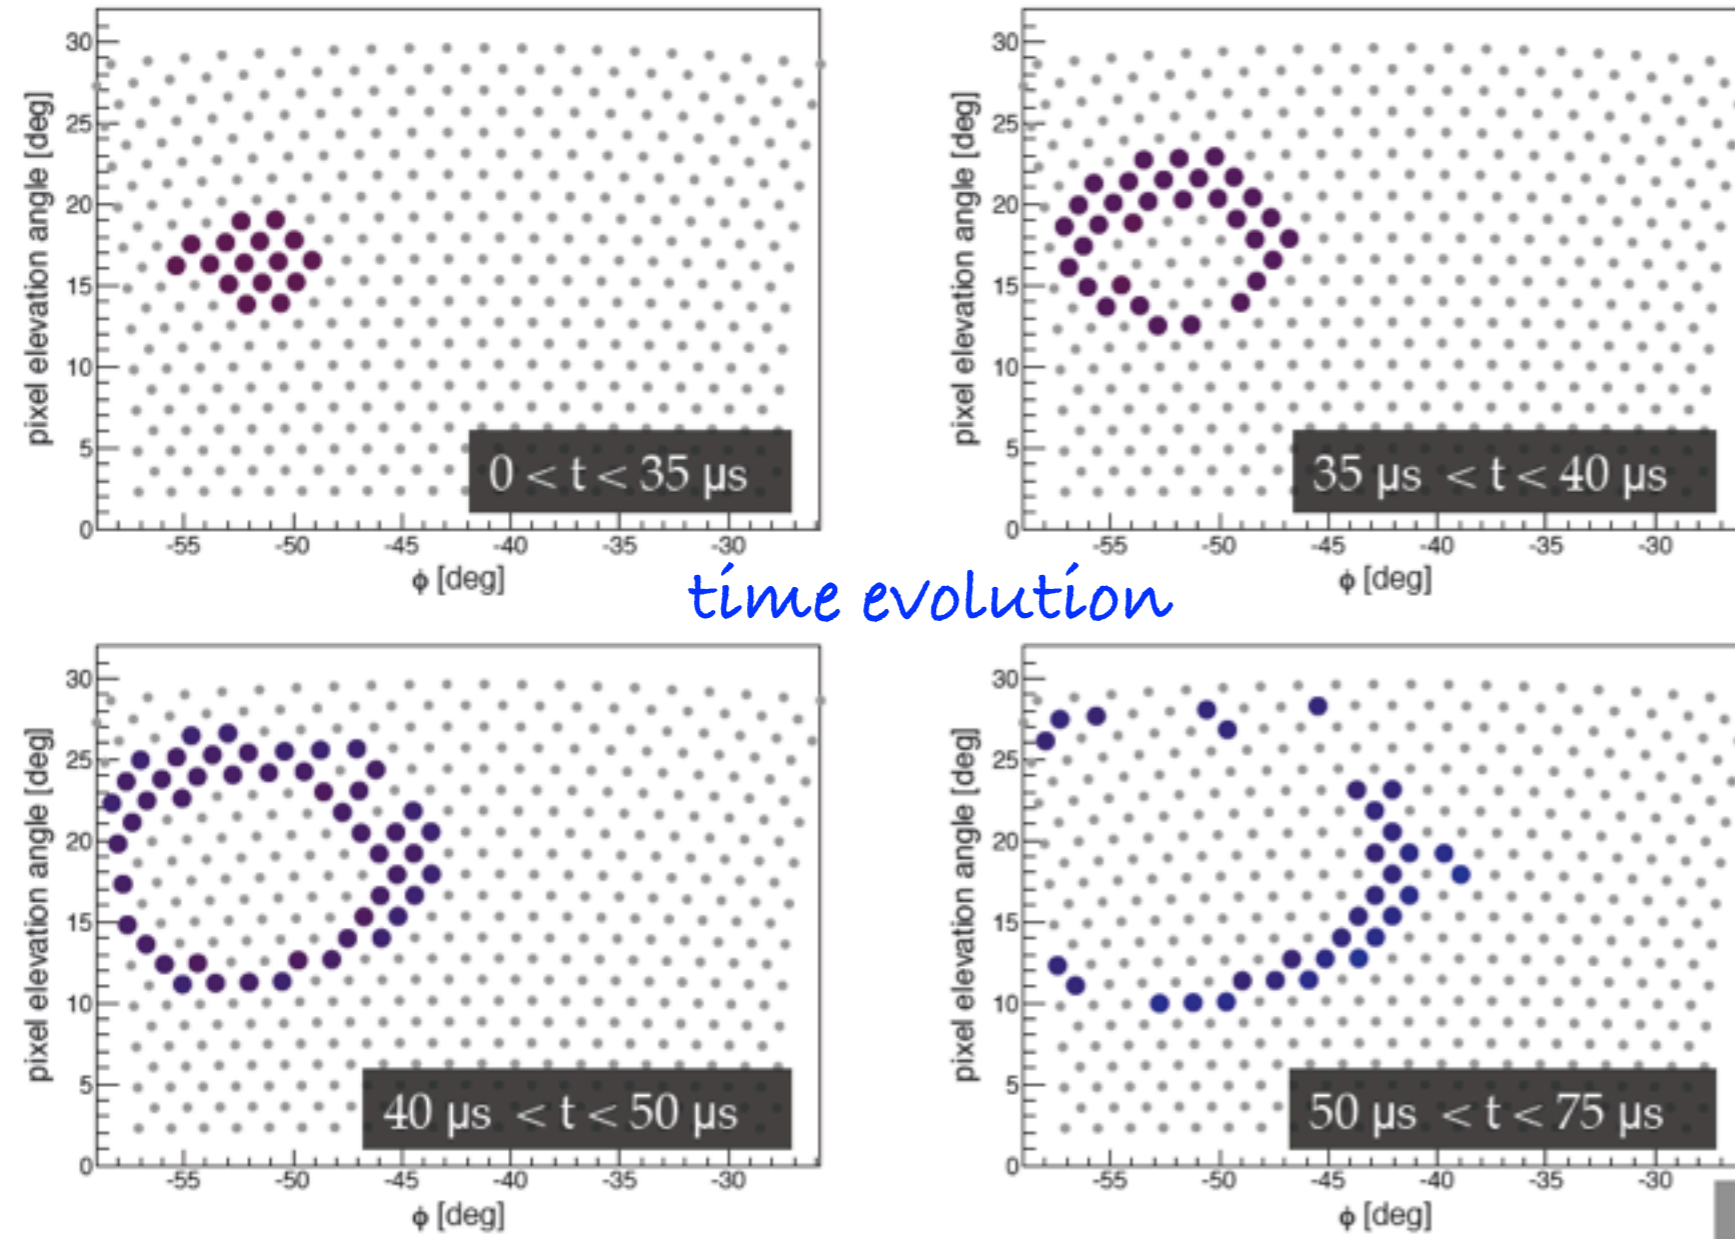 pixel elevation angle [deg]
30
25
20
15
10
5
0
-55 -50 -45 -40 -35 -30
ϕ [deg]
0 < t < 35 µs
pixel elevation angle [deg]
30
25
20
15
10
5
0
-55 -50 -45 -40 -35 -30
ϕ [deg]
35 µs < t < 40 µs
time evolution
pixel elevation angle [deg]
30
25
20
15
10
5
0
-55 -50 -45 -40 -35 -30
ϕ [deg]
40 µs < t < 50 µs
pixel elevation angle [deg]
30
25
20
15
10
5
0
-55 -50 -45 -40 -35 -30
ϕ [deg]
50 µs < t < 75 µs